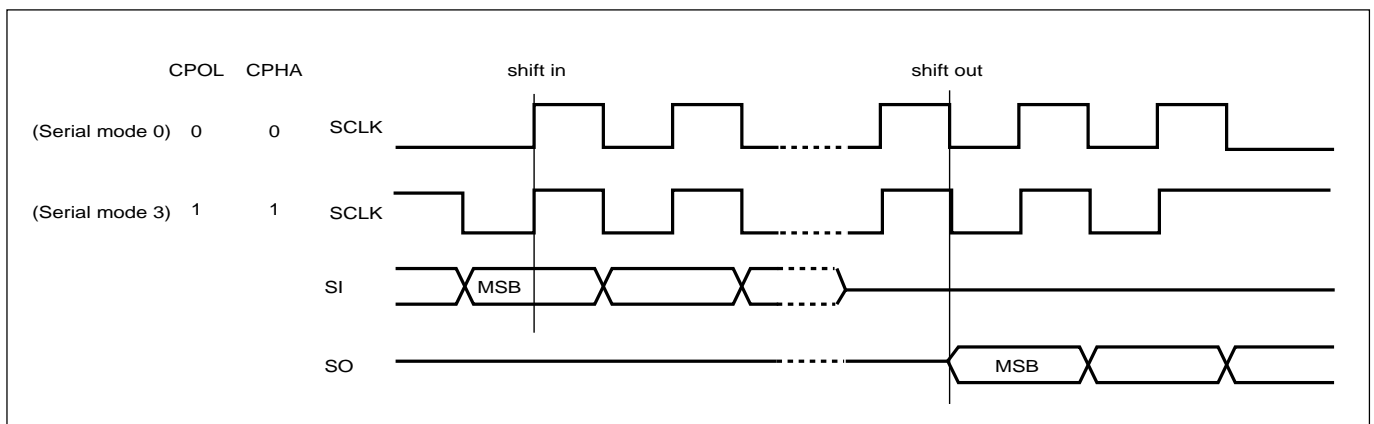 CPOL CPHA shift in shift out
(Serial mode 0) 0 0 SCLK
(Serial mode 3) 1 1 SCLK
SI MSB
SO MSB